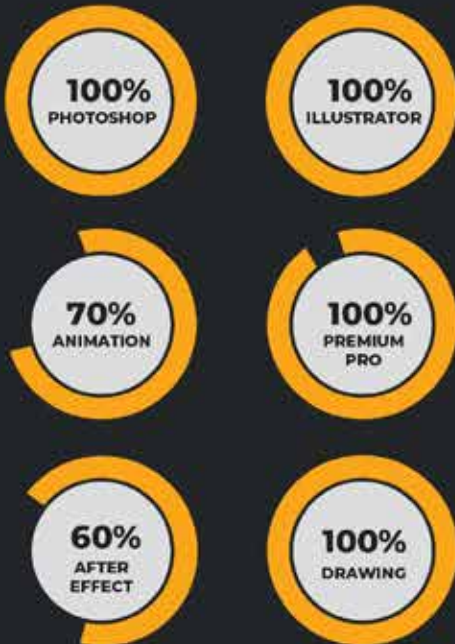 100%
PHOTOSHOP
100%
ILLUSTRATOR
70%
ANIMATION
100%
PREMIUM
PRO
60%
AFTER
EFFECT
100%
DRAWING